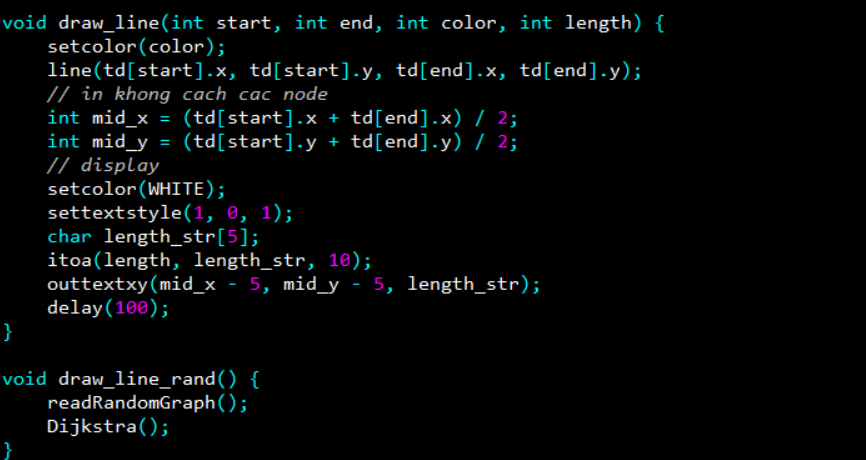 void draw_line(int start, int end, int color, int length) {
    setcolor(color);
    line(td[start].x, td[start].y, td[end].x, td[end].y);
    // in khong cach cac node
    int mid_x = (td[start].x + td[end].x) / 2;
    int mid_y = (td[start].y + td[end].y) / 2;
    // display
    setcolor(WHITE);
    settextstyle(1, 0, 1);
    char length_str[5];
    itoa(length, length_str, 10);
    outtextxy(mid_x - 5, mid_y - 5, length_str);
    delay(100);
}

void draw_line_rand() {
    readRandomGraph();
    Dijkstra();
}